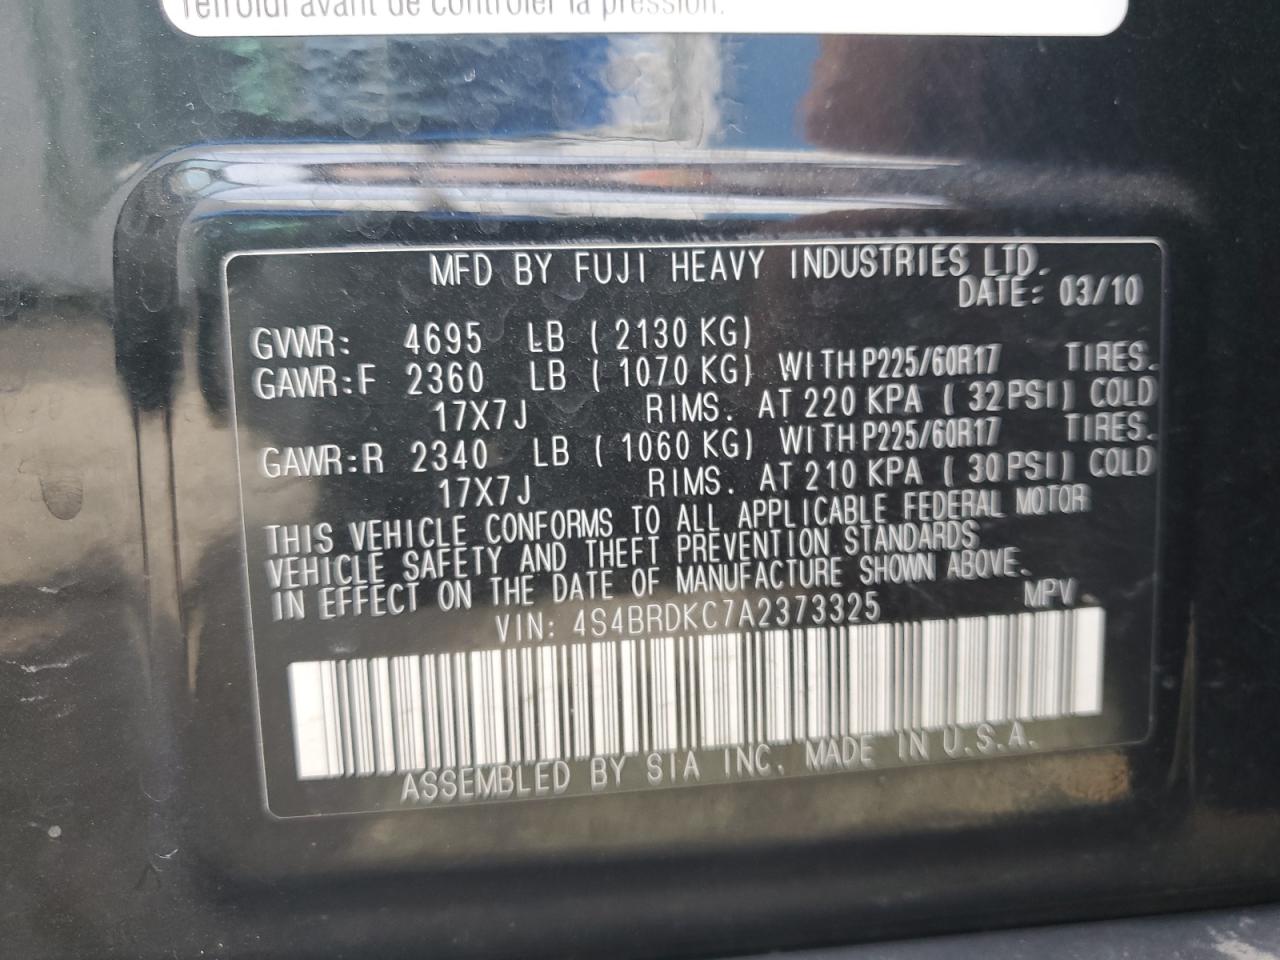 refroidi avant de contrôler la pression.
MFD BY FUJI HEAVY INDUSTRIES LTD.
DATE: 03/10
GVWR: 4695 LB ( 2130 KG)
GAWR:F 2360 LB ( 1070 KG) WITH P225/60R17 TIRES.
17X7J RIMS. AT 220 KPA ( 32 PSI) COLD
GAWR:R 2340 LB ( 1060 KG) WITH P225/60R17 TIRES.
17X7J RIMS. AT 210 KPA ( 30 PSI) COLD
THIS VEHICLE CONFORMS TO ALL APPLICABLE FEDERAL MOTOR
VEHICLE SAFETY AND THEFT PREVENTION STANDARDS
IN EFFECT ON THE DATE OF MANUFACTURE SHOWN ABOVE.
VIN: 4S4BRDKC7A2373325 MPV
ASSEMBLED BY SIA INC. MADE IN U.S.A.